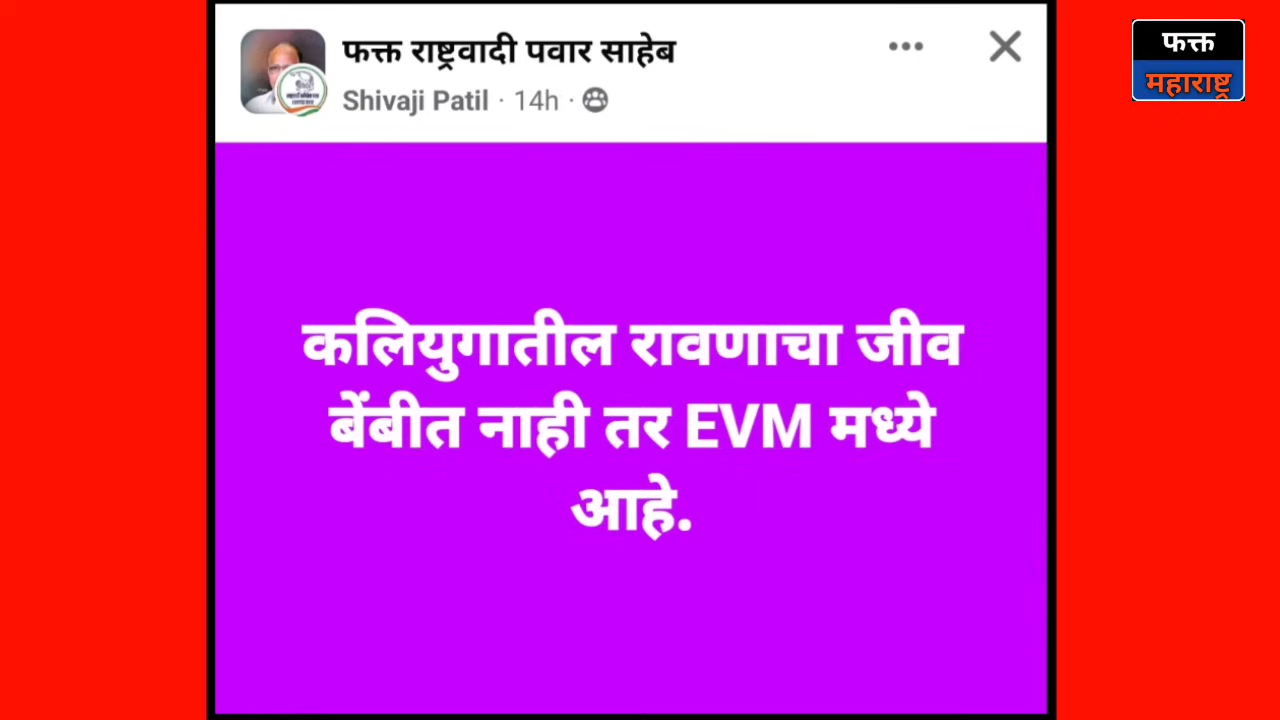 फक्त राष्ट्रवादी पवार साहेब
Shivaji Patil · 14h ·
फक्त
महाराष्ट्र
कलियुगातील रावणाचा जीव
बेंबीत नाही तर EVM मध्ये
आहे.